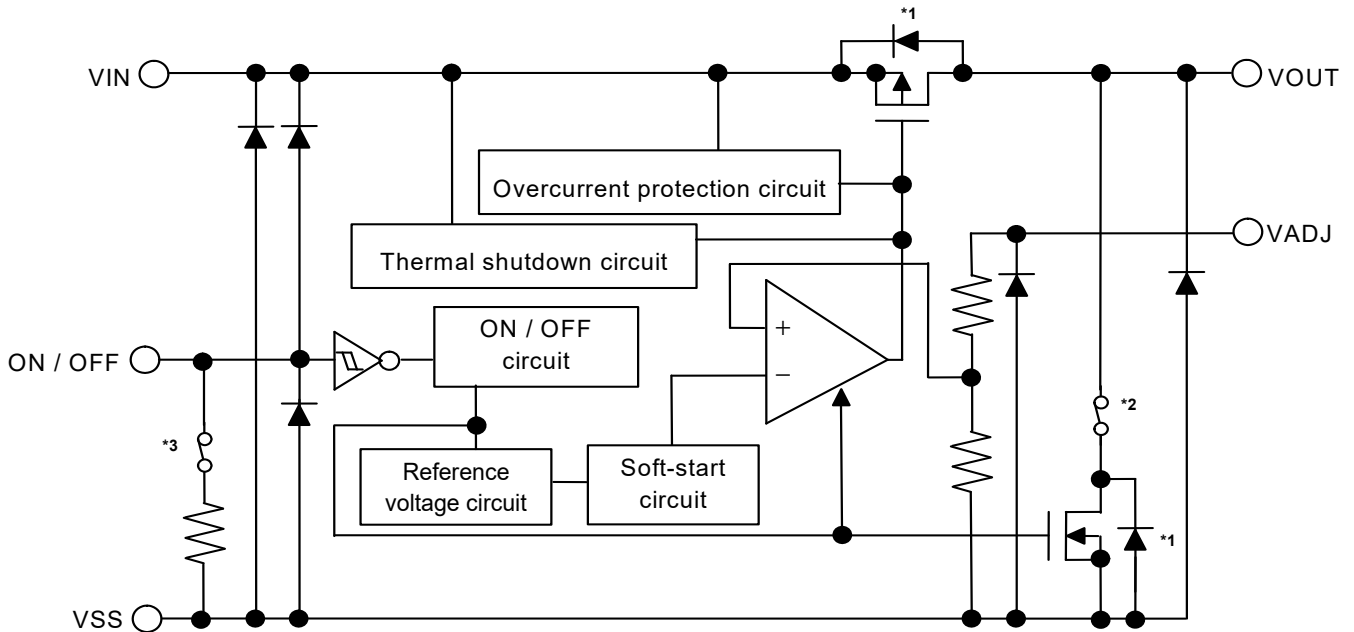 *1
VIN
VOUT
Overcurrent protection circuit
VADJ
Thermal shutdown circuit
ON / OFF
circuit
+
−
ON / OFF
*2
*3
Reference
voltage circuit
Soft-start
circuit
*1
VSS